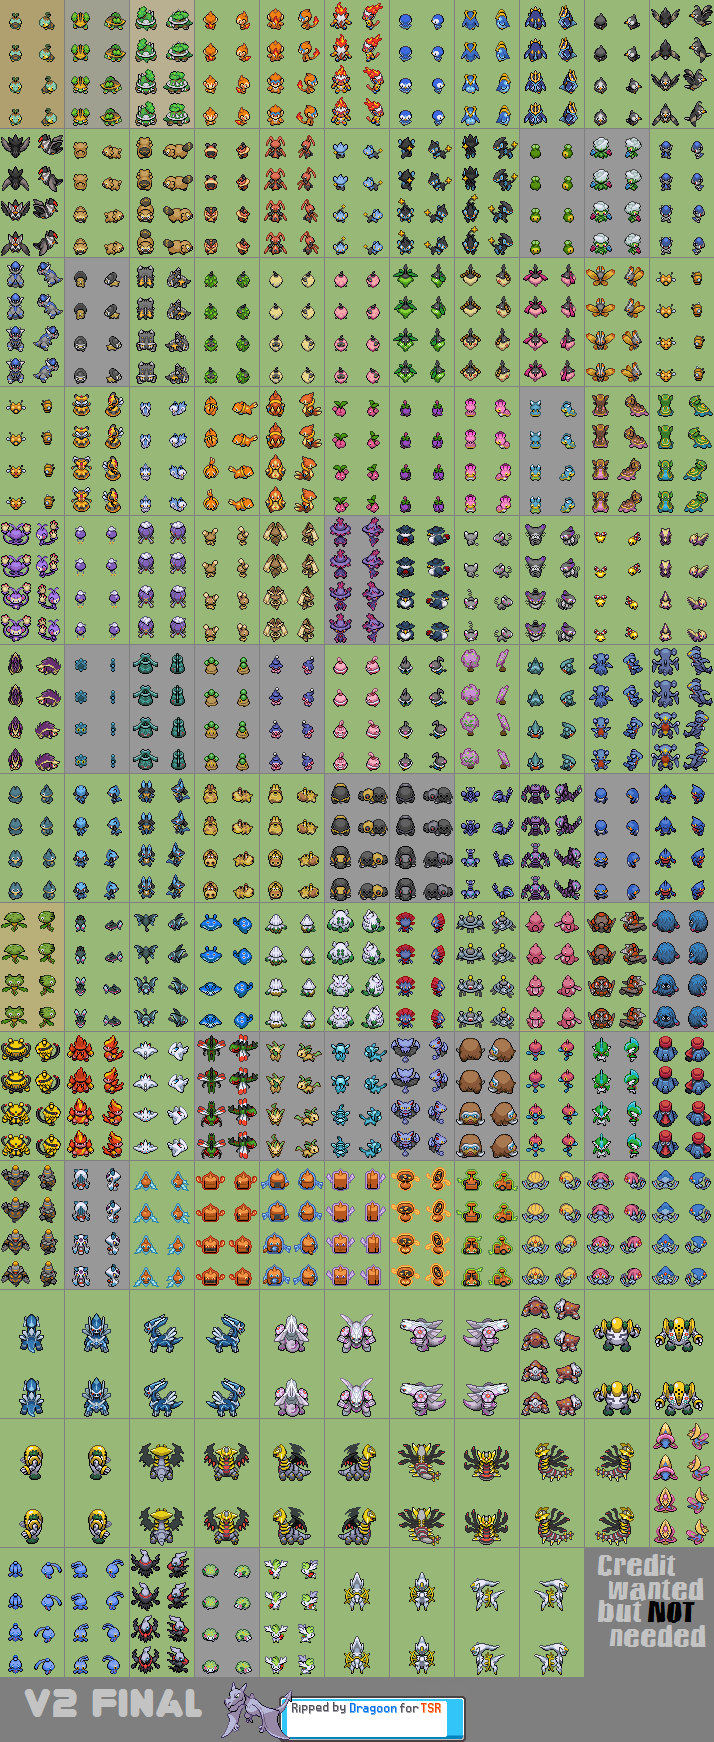 Credit
wanted
but NOT
needed
V2 FINAL
Ripped by Dragoon for TSR